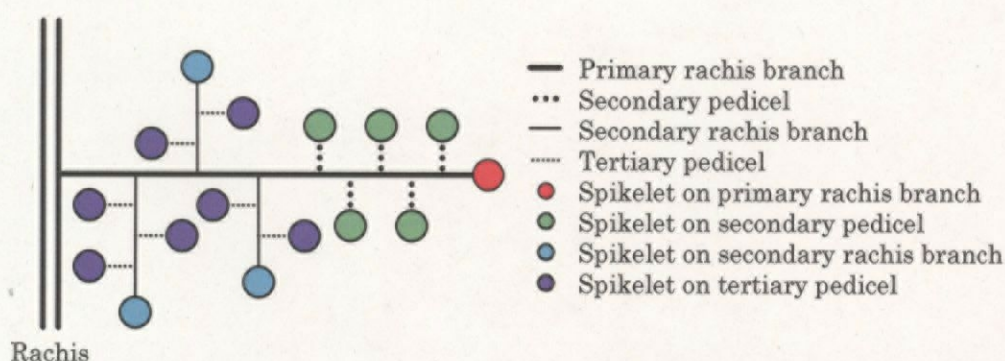 Primary rachis branch
Secondary pedicel
Secondary rachis branch
Tertiary pedicel
Spikelet on primary rachis branch
Spikelet on secondary pedicel
Spikelet on secondary rachis branch
Spikelet on tertiary pedicel
Rachis